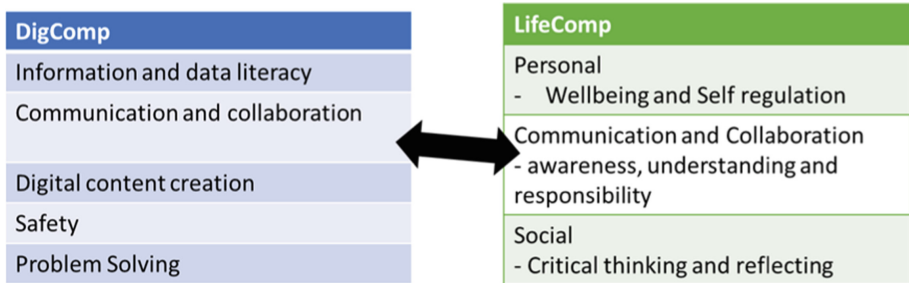 DigComp
Information and data literacy
Communication and collaboration
Digital content creation
Safety
Problem Solving
LifeComp
Personal
- Wellbeing and Self regulation
Communication and Collaboration
- awareness, understanding and
responsibility
Social
- Critical thinking and reflecting